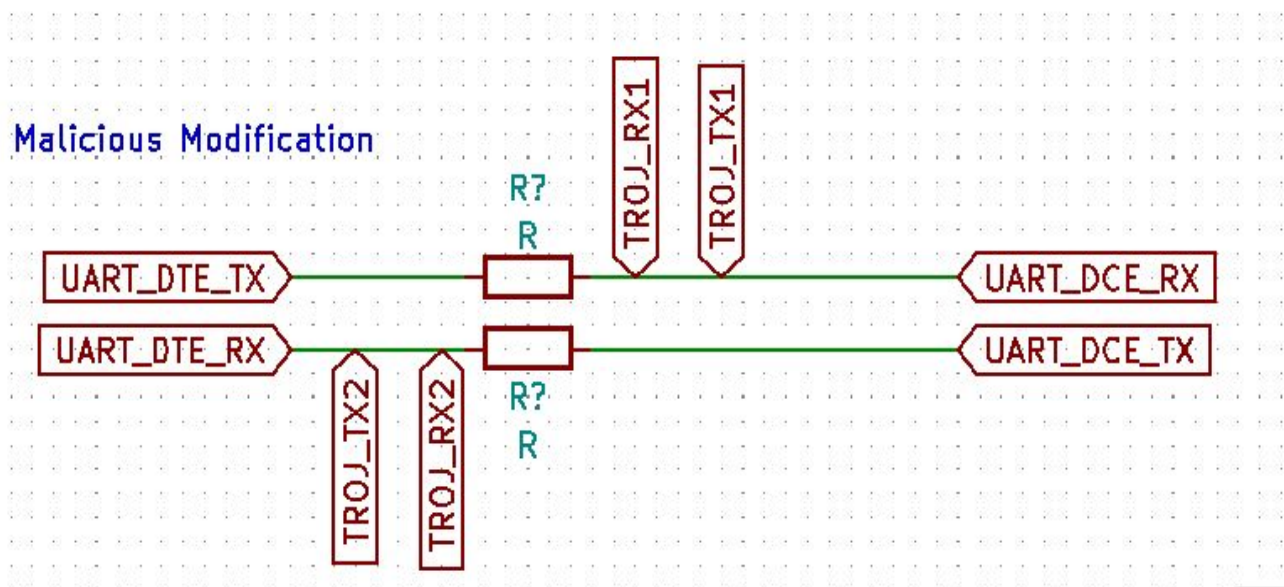 Malicious Modification
TROJ_RX1
TROJ_TX1
R?
R
UART_DTE_TX
UART_DCE_RX
UART_DTE_RX
UART_DCE_TX
TROJ_TX2
TROJ_RX2
R?
R